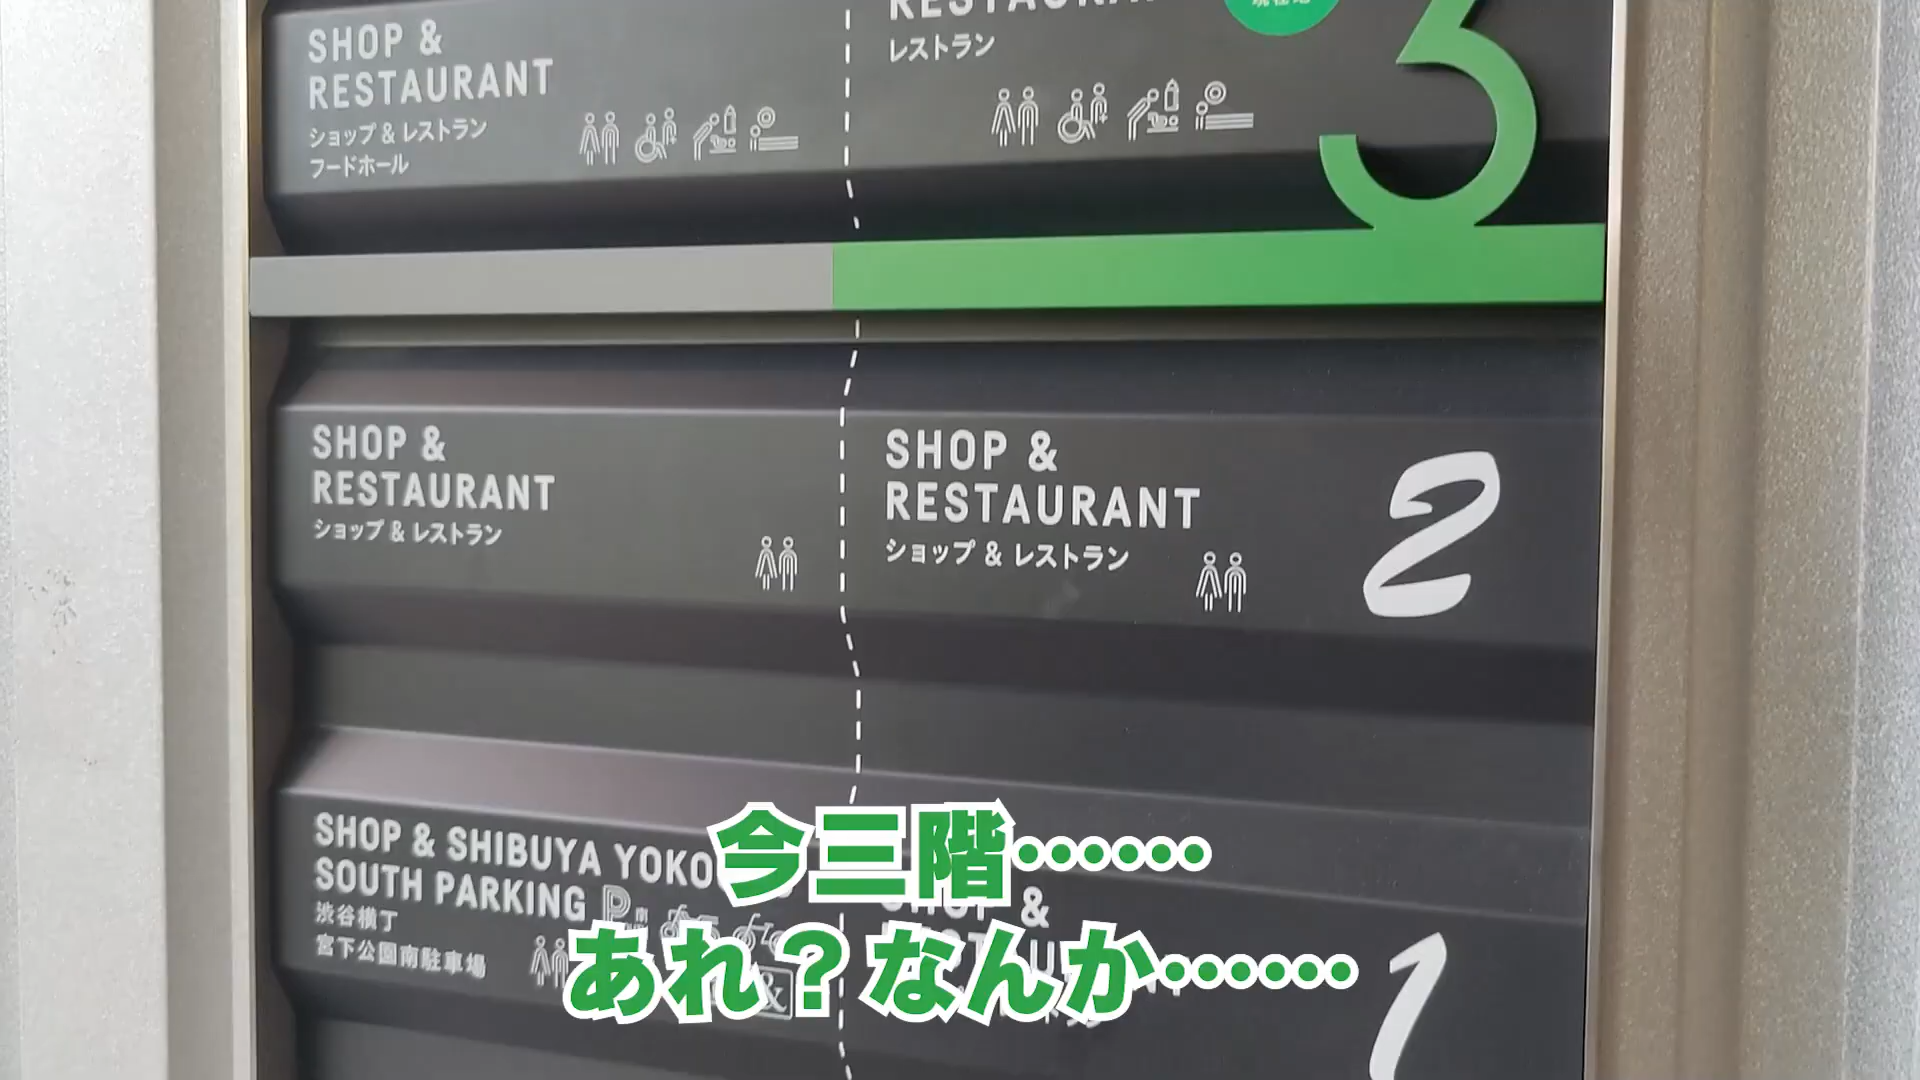 SHOP &
RESTAURANT
ショップ & レストラン
フードホール
レストラン
3
SHOP &
RESTAURANT
ショップ & レストラン
SHOP &
RESTAURANT
ショップ & レストラン
2
SHOP & SHIBUYA
SOUTH PARKING P
渋谷横丁
宮下公園南駐車場
&
1
今三階……
あれ？なんか……